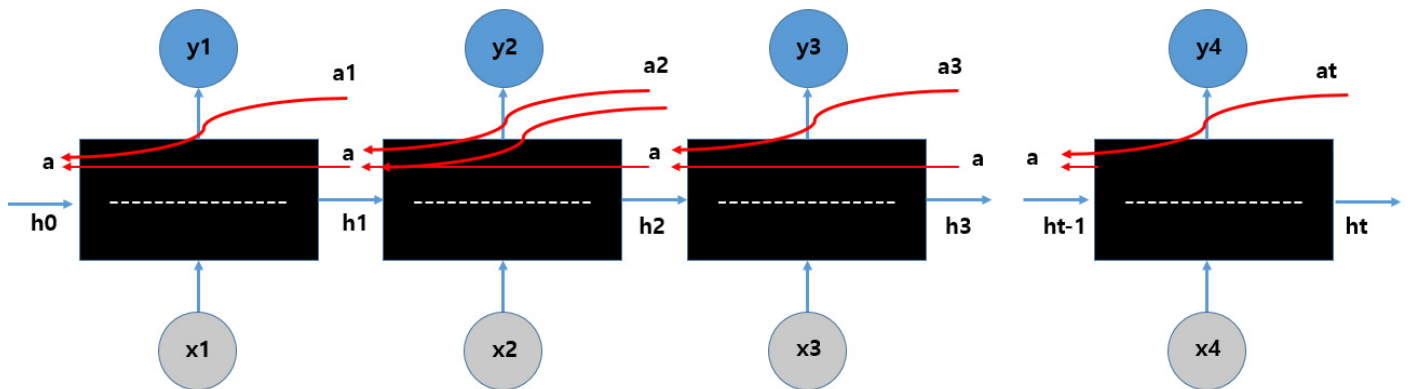 y1 y2 y3 y4
a1 a2 a3 at
a a a a a
h0 h1 h2 h3 ht-1 ht
x1 x2 x3 x4